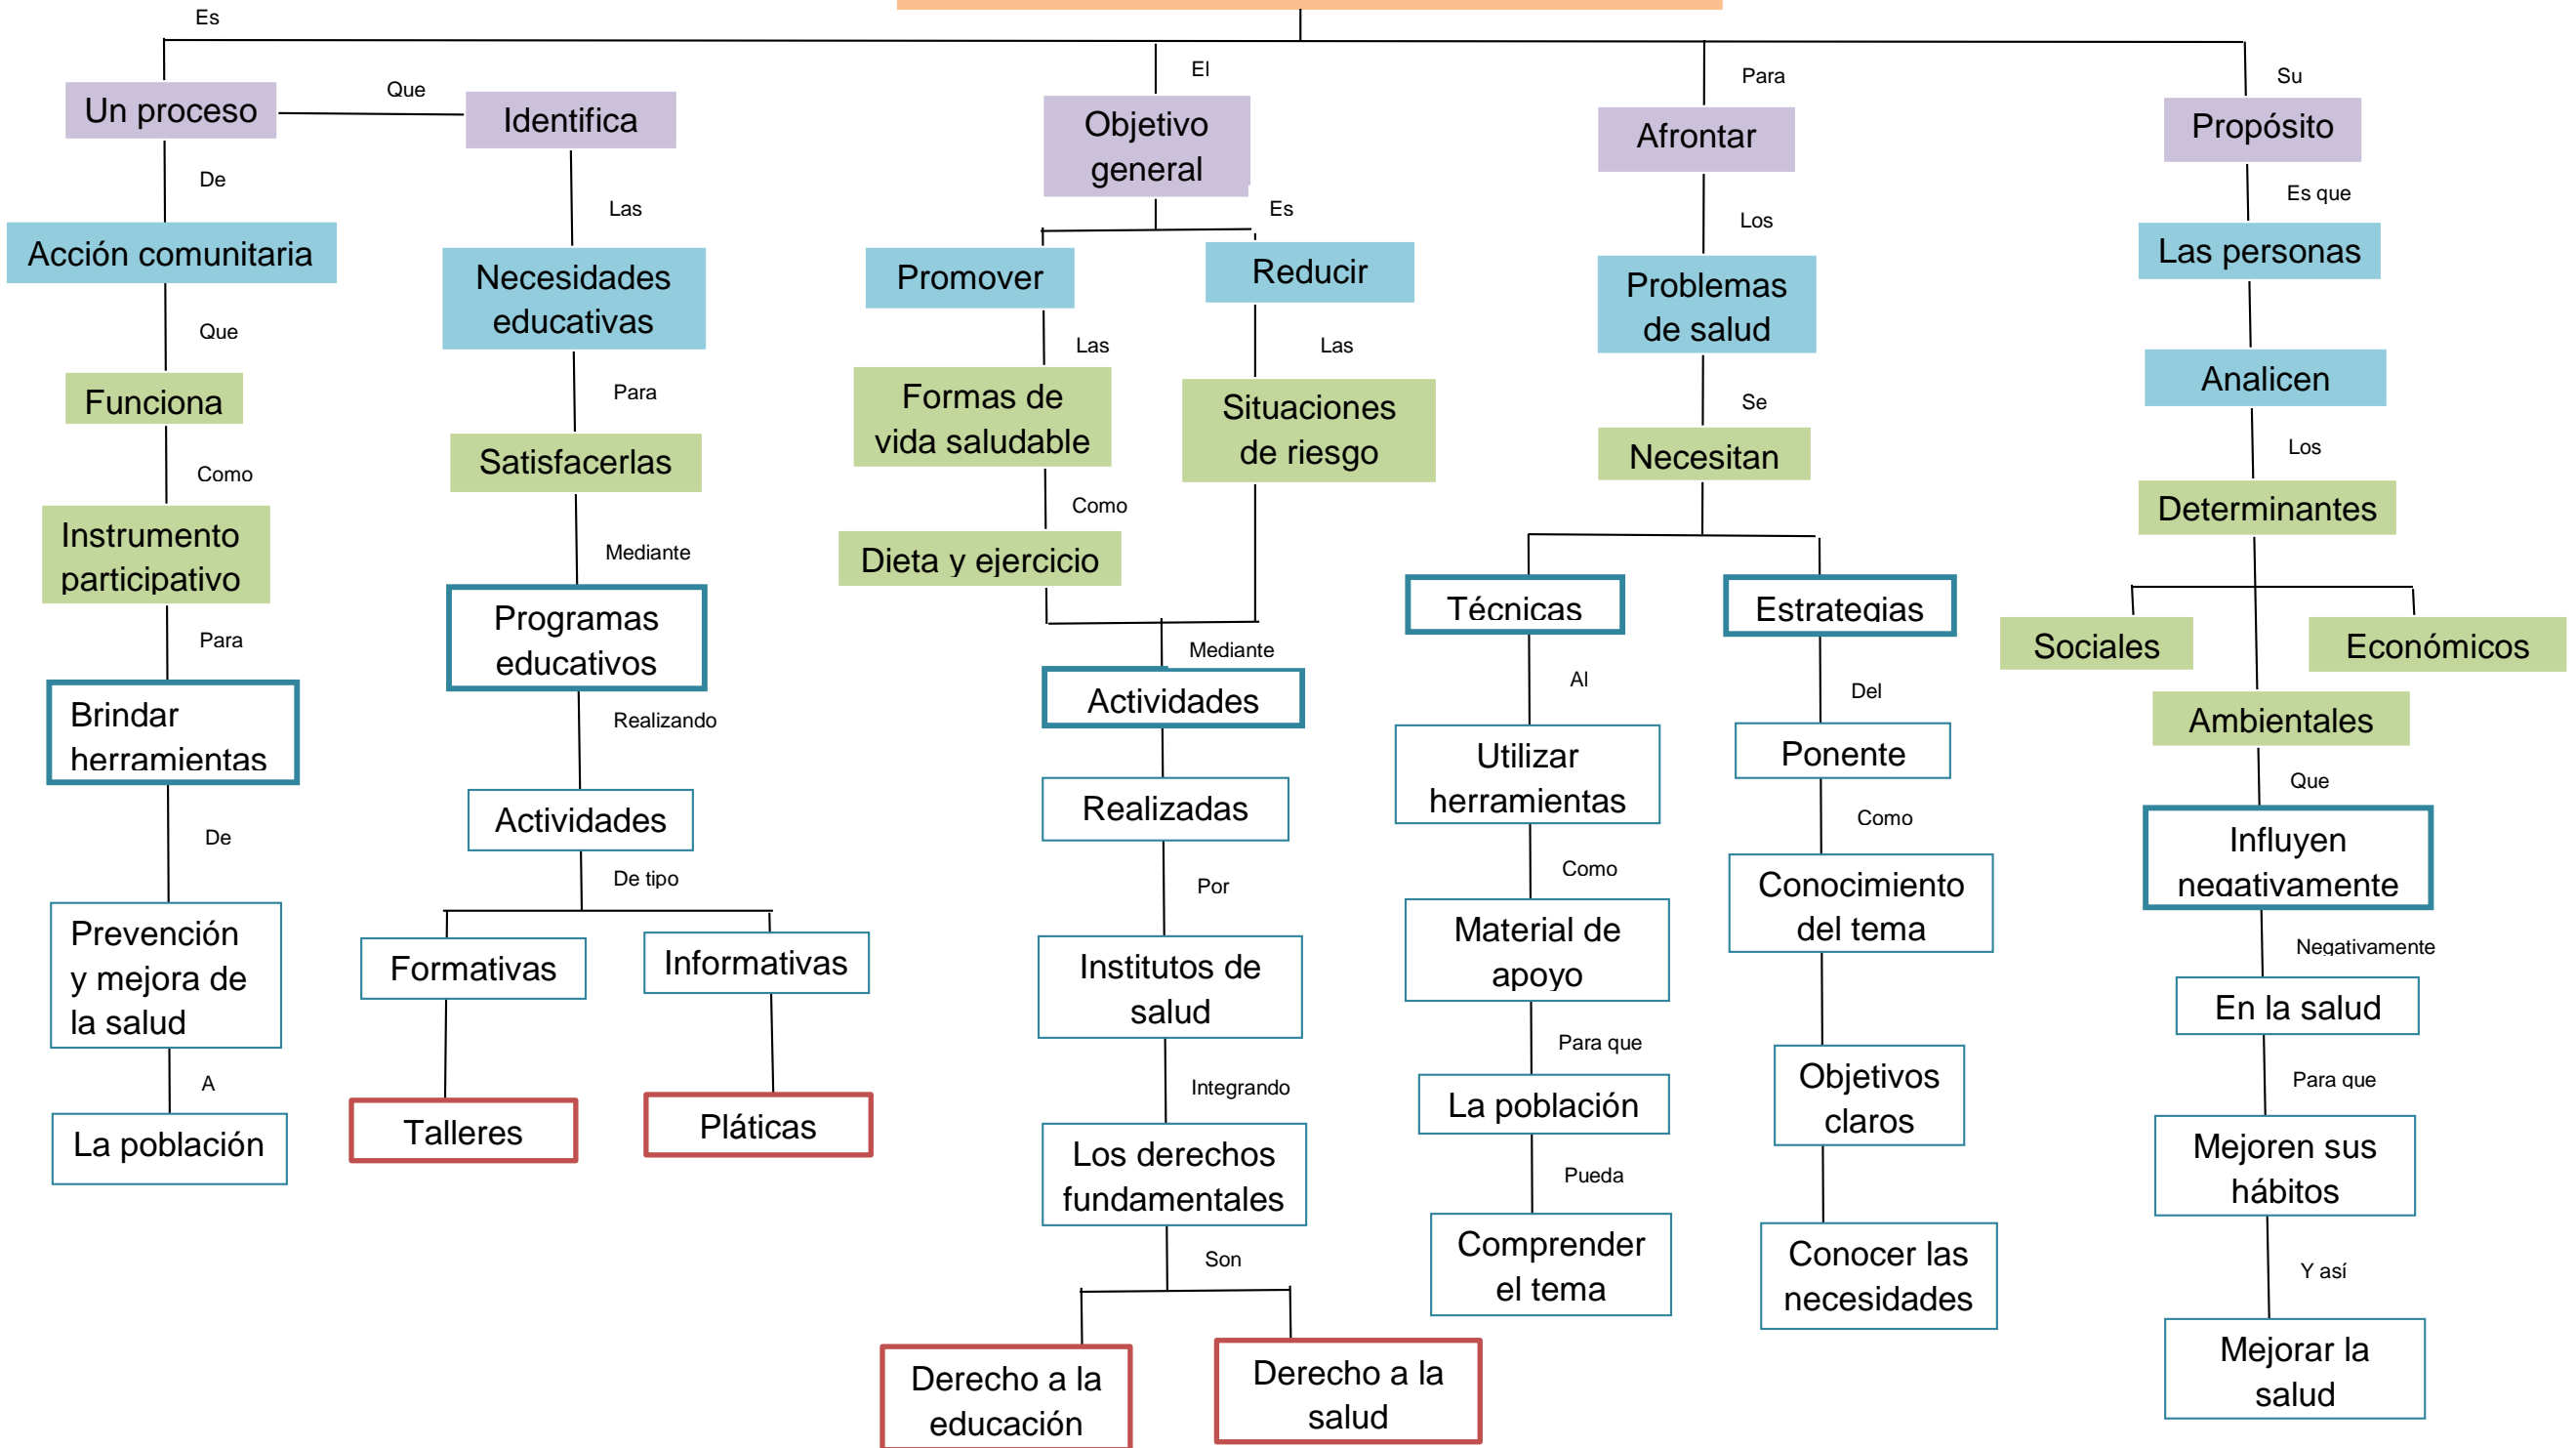 Es
El
Para
Su
Un proceso
Que
Identifica
Objetivo
general
Afrontar
Propósito
De
Las
Es
Los
Es que
Acción comunitaria
Necesidades
educativas
Promover
Reducir
Problemas
de salud
Las personas
Que
Para
Las
Las
Se
Analicen
Funciona
Satisfacerlas
Formas de
vida saludable
Situaciones
de riesgo
Necesitan
Los
Como
Mediante
Como
Determinantes
Instrumento
participativo
Programas
educativos
Dieta y ejercicio
Técnicas
Estrategias
Sociales
Económicos
Para
Realizando
Mediante
Al
Del
Ambientales
Brindar
herramientas
Actividades
Actividades
Utilizar
herramientas
Ponente
Que
De
De tipo
Realizadas
Como
Como
Influyen
negativamente
Prevención
y mejora de
la salud
Formativas
Informativas
Por
Material de
apoyo
Conocimiento
del tema
Negativamente
A
Institutos de
salud
Para que
En la salud
La población
Talleres
Pláticas
Integrando
La población
Objetivos
claros
Para que
Los derechos
fundamentales
Pueda
Mejoren sus
hábitos
Son
Comprender
el tema
Conocer las
necesidades
Y así
Derecho a la
educación
Derecho a la
salud
Mejorar la
salud